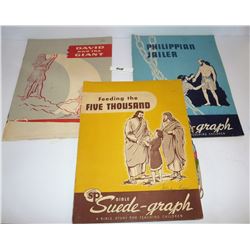 DAVID
and the
GIANT
PHILIPPIAN
JAILER
-graph
Feeding the
FIVE THOUSAND
BIBLE
Suede-graph
A BIBLE STORY FOR TEACHING CHILDREN